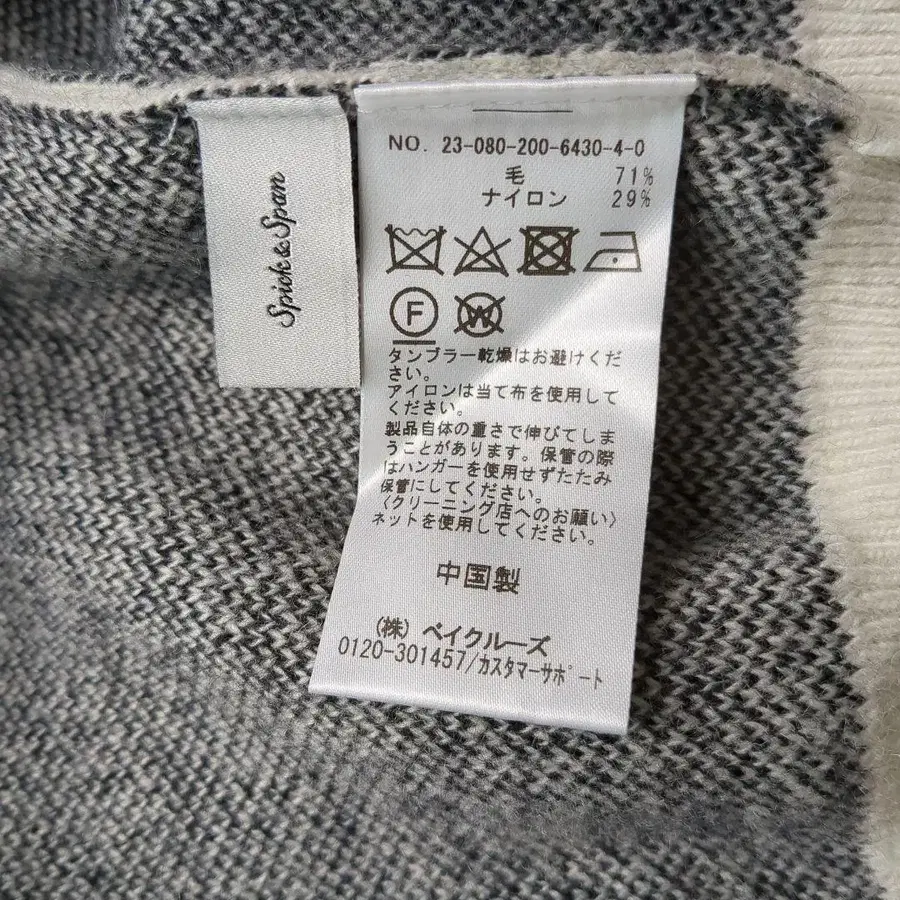 Spick & Span
NO. 23-080-200-6430-4-0
毛 71%
ナイロン 29%
F W
タンブラー乾燥はお避けくだ
さい。
アイロンは当て布を使用して
ください。
製品自体の重さで伸びてしま
うことがあります。保管の際
はハンガーを使用せずたたみ
保管にしてください。
〈クリーニング店へのお願い〉
ネットを使用してください。
中国製
(株) ベイクルーズ
0120-301457/カスタマーサポート